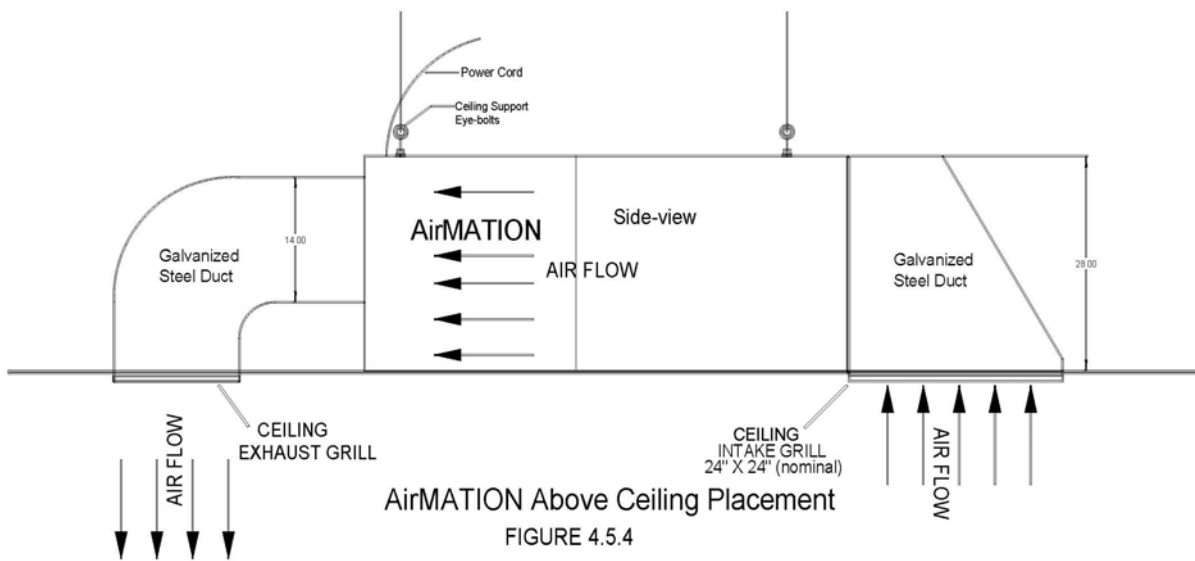 Power Cord
Ceiling Support
Eye-bolts
Side-view
AirMATION
AIR FLOW
14.00
Galvanized
Steel Duct
Galvanized
Steel Duct
28.00
CEILING
EXHAUST GRILL
AIR FLOW
CEILING
INTAKE GRILL
24" X 24" (nominal)
AIR FLOW
AirMATION Above Ceiling Placement
FIGURE 4.5.4